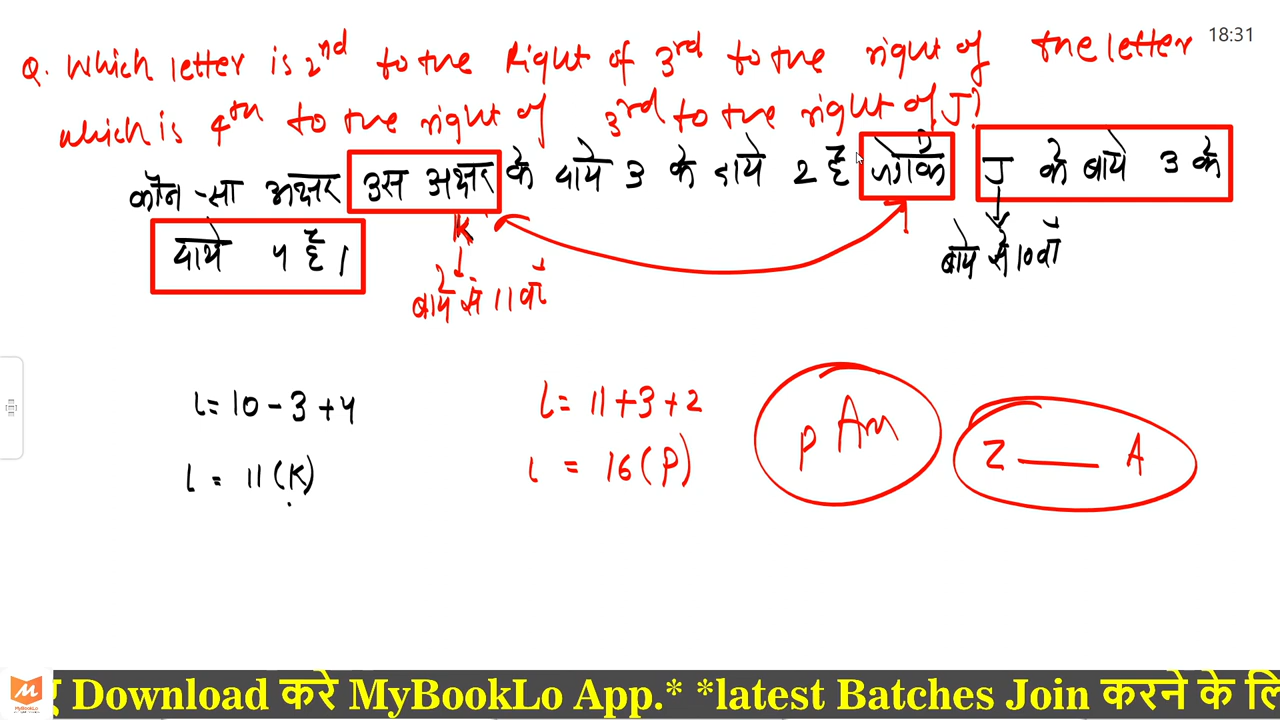 18:31
Q. Which letter is 2nd to the Right of 3rd to the right of the letter
which is 4th to the right of 3rd to the right of J?
कौन-सा अक्षर उस अक्षर के दाये 3 के दाये 2 है जोकि J के बाये 3 के
दाये 4 है।
K
बाये से 11वाँ
बाये से 10वाँ
l = 10 - 3 + 4
l = 11 (K)
l = 11 + 3 + 2
l = 16 (P)
P Ans
Z — A
ए Download करे MyBookLo App.* *latest Batches Join करने के लि
M
MyBookLo